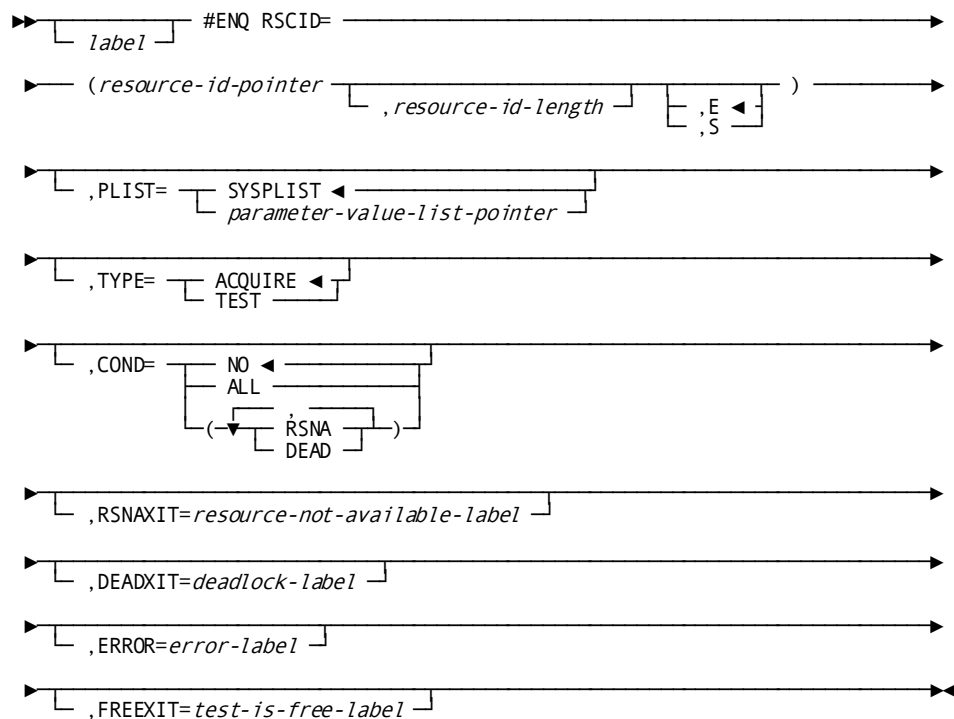 #ENQ RSCID=
label
(resource-id-pointer
,resource-id-length
,E
,S
)
,PLIST=
SYSPLIST
parameter-value-list-pointer
,TYPE=
ACQUIRE
TEST
,COND=
NO
ALL
,
( RSNA )
DEAD
,RSNAXIT=resource-not-available-label
,DEADXIT=deadlock-label
,ERROR=error-label
,FREEXIT=test-is-free-label